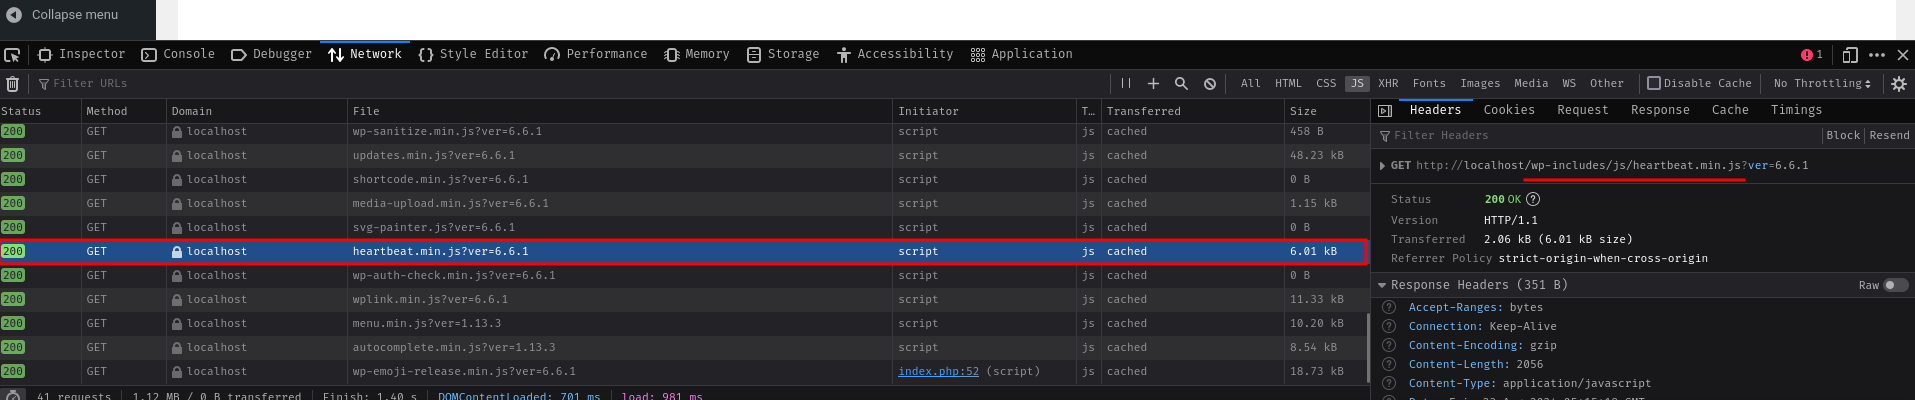 Collapse menu
Inspector Console Debugger Network Style Editor Performance Memory Storage Accessibility Application 1
Filter URLs All HTML CSS JS XHR Fonts Images Media WS Other Disable Cache No Throttling
Status Method Domain File Initiator T... Transferred Size
200 GET localhost wp-sanitize.min.js?ver=6.6.1 script js cached 458 B
200 GET localhost updates.min.js?ver=6.6.1 script js cached 48.23 kB
200 GET localhost shortcode.min.js?ver=6.6.1 script js cached 0 B
200 GET localhost media-upload.min.js?ver=6.6.1 script js cached 1.15 kB
200 GET localhost svg-painter.js?ver=6.6.1 script js cached 0 B
200 GET localhost heartbeat.min.js?ver=6.6.1 script js cached 6.01 kB
200 GET localhost wp-auth-check.min.js?ver=6.6.1 script js cached 0 B
200 GET localhost wplink.min.js?ver=6.6.1 script js cached 11.33 kB
200 GET localhost menu.min.js?ver=1.13.3 script js cached 10.20 kB
200 GET localhost autocomplete.min.js?ver=1.13.3 script js cached 8.54 kB
200 GET localhost wp-emoji-release.min.js?ver=6.6.1 index.php:52 (script) js cached 18.73 kB
41 requests 1.12 MB / 0 B transferred Finish: 1.40 s DOMContentLoaded: 701 ms load: 981 ms
Headers Cookies Request Response Cache Timings
Filter Headers Block Resend
GET http://localhost/wp-includes/js/heartbeat.min.js?ver=6.6.1
Status 200 OK
Version HTTP/1.1
Transferred 2.06 kB (6.01 kB size)
Referrer Policy strict-origin-when-cross-origin
Response Headers (351 B) Raw
Accept-Ranges: bytes
Connection: Keep-Alive
Content-Encoding: gzip
Content-Length: 2056
Content-Type: application/javascript